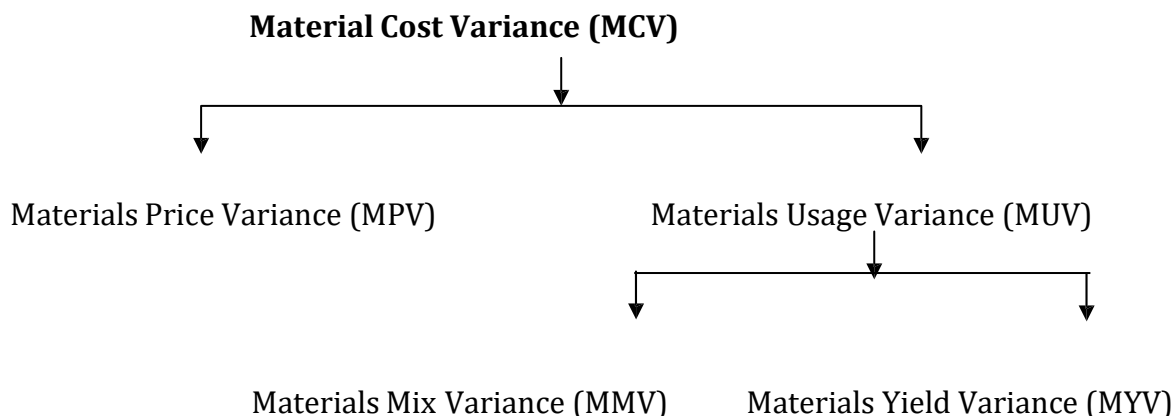 Material Cost Variance (MCV)
Materials Price Variance (MPV) Materials Usage Variance (MUV)
Materials Mix Variance (MMV) Materials Yield Variance (MYV)